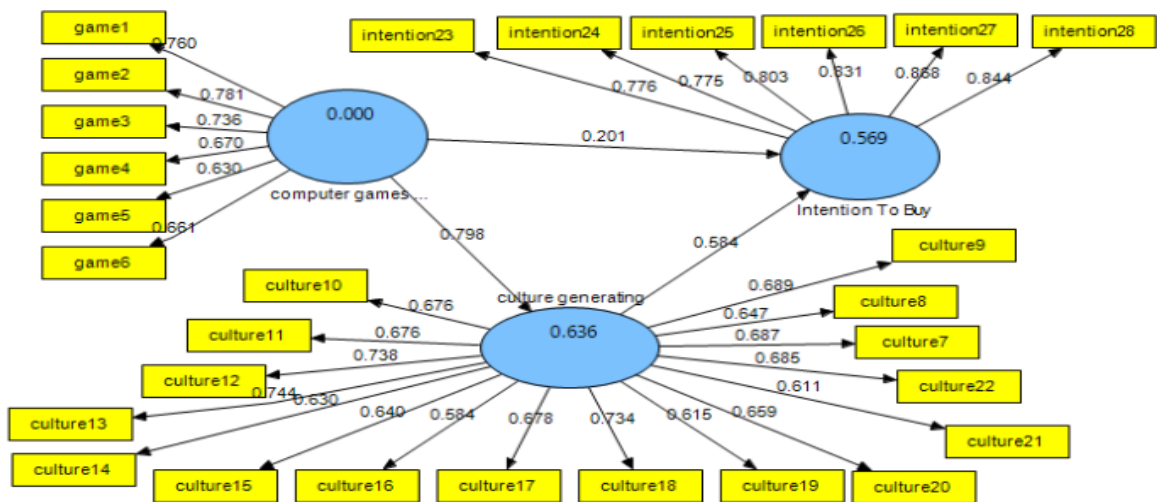 game1
0.760
game2
0.781
game3
0.736
game4
0.670
game5
0.630
game6
0.661
0.000
computer games ...
intention23
0.776
intention24
0.775
intention25
0.803
intention26
0.831
intention27
0.868
intention28
0.844
0.201
0.569
Intention To Buy
0.798
0.584
culture generating
0.636
culture10
0.676
culture11
0.676
culture12
0.738
culture13
0.744
culture14
0.630
culture15
0.640
culture16
0.584
culture17
0.678
culture18
0.734
culture19
0.615
culture20
0.659
culture21
0.611
culture22
0.685
culture7
0.687
culture8
0.647
culture9
0.689